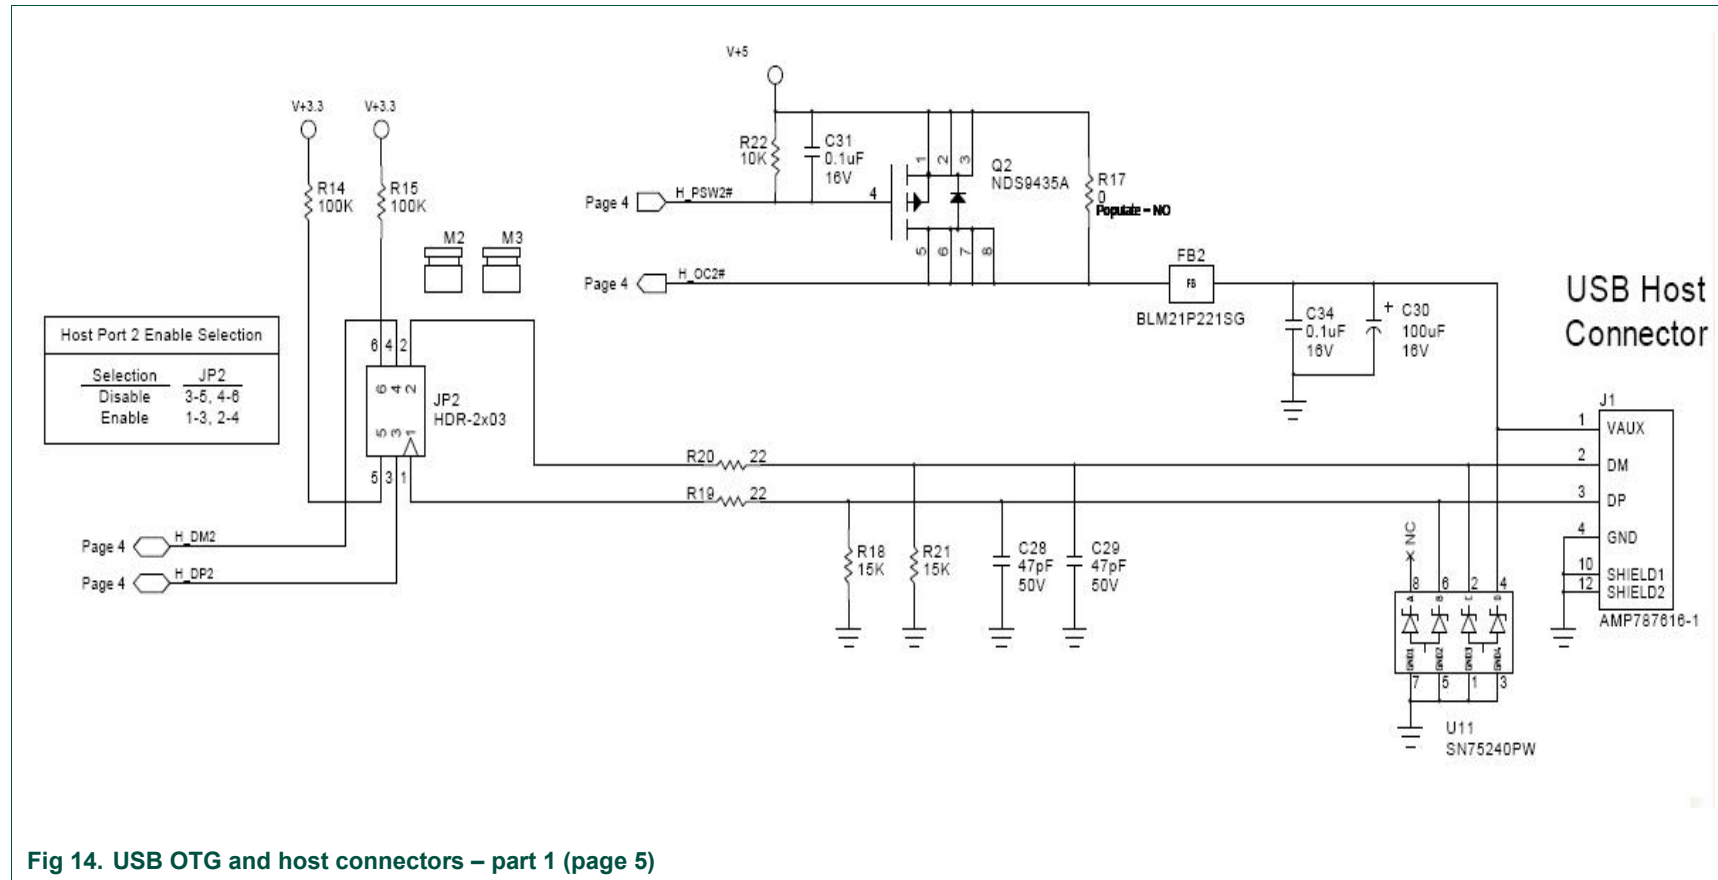 V+5
V+3.3
V+3.3
R22
10K
C31
0.1uF
16V
1 2 3
Q2
NDS9435A
R14
100K
R15
100K
R17
0
Populate = NO
Page 4
H_PSW2#
4
M2
M3
5 6 7 8
Page 4
H_OC2#
FB2
FB
BLM21P221SG
USB Host
Connector
C34
0.1uF
16V
+ C30
100uF
16V
Host Port 2 Enable Selection
Selection JP2
Disable 3-5, 4-6
Enable 1-3, 2-4
6 4 2
6 4 2
JP2
HDR-2x03
5 3 1
5 3 1
J1
1 VAUX
R20 22
2 DM
R19 22
3 DP
Page 4
H_DM2
Page 4
H_DP2
R18
15K
R21
15K
C28
47pF
50V
C29
47pF
50V
NC
4 GND
10 SHIELD1
12 SHIELD2
AMP787616-1
8 6 2 4
A B C D
GND1 GND2 GND3 GND4
7 5 1 3
U11
SN75240PW
Fig 14. USB OTG and host connectors – part 1 (page 5)